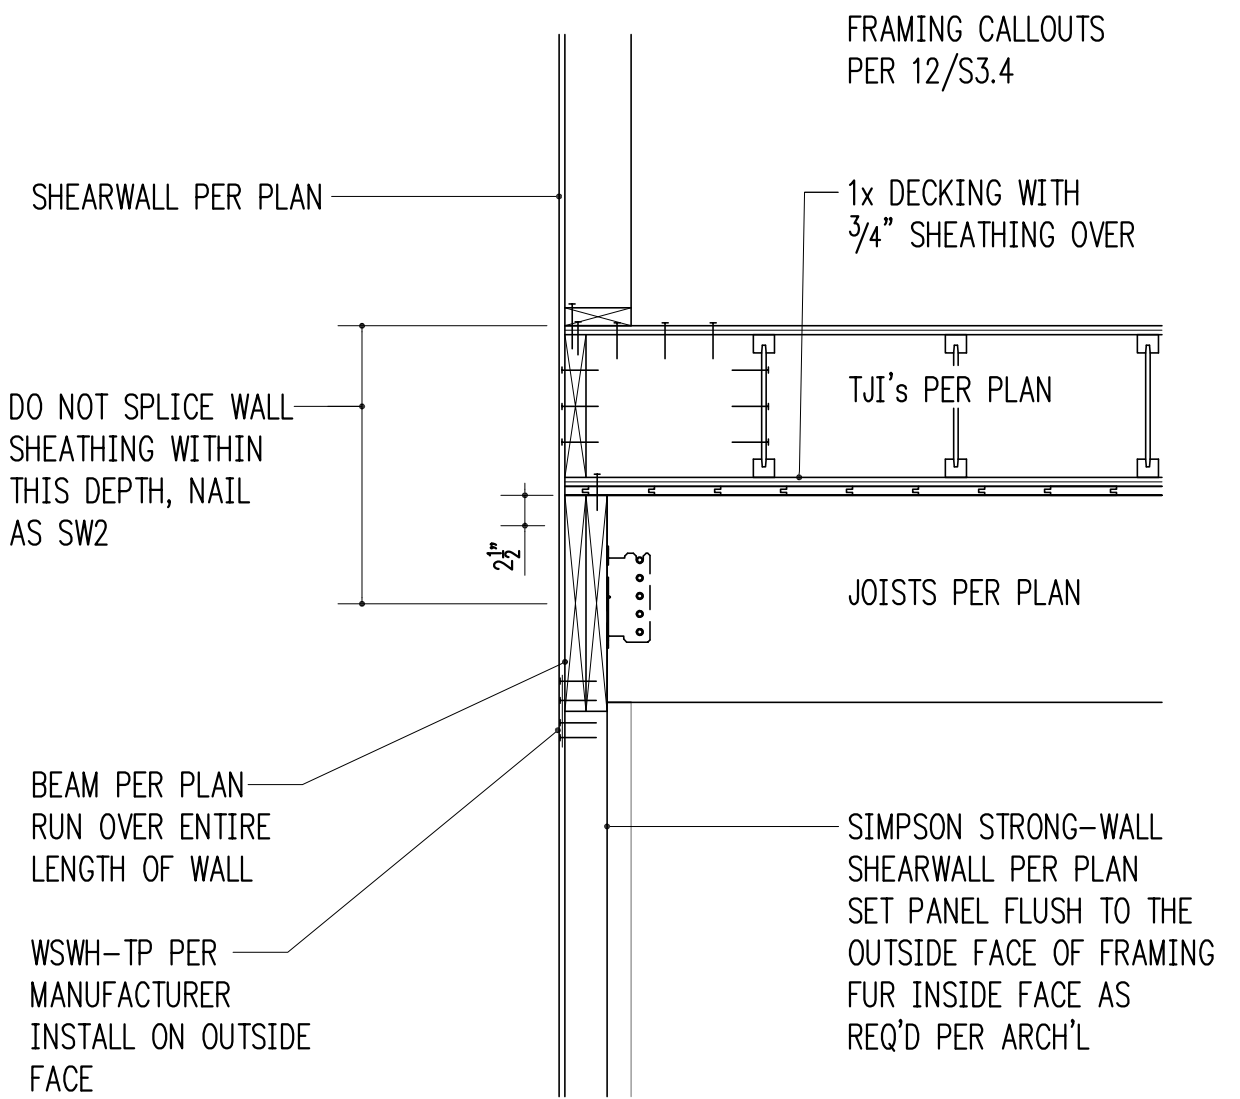 FRAMING CALLOUTS
PER 12/S3.4
SHEARWALL PER PLAN
1x DECKING WITH
3/4" SHEATHING OVER
DO NOT SPLICE WALL
SHEATHING WITHIN
THIS DEPTH, NAIL
AS SW2
TJI's PER PLAN
2 1/2"
JOISTS PER PLAN
BEAM PER PLAN
RUN OVER ENTIRE
LENGTH OF WALL
WSWH-TP PER
MANUFACTURER
INSTALL ON OUTSIDE
FACE
SIMPSON STRONG-WALL
SHEARWALL PER PLAN
SET PANEL FLUSH TO THE
OUTSIDE FACE OF FRAMING
FUR INSIDE FACE AS
REQ'D PER ARCH'L